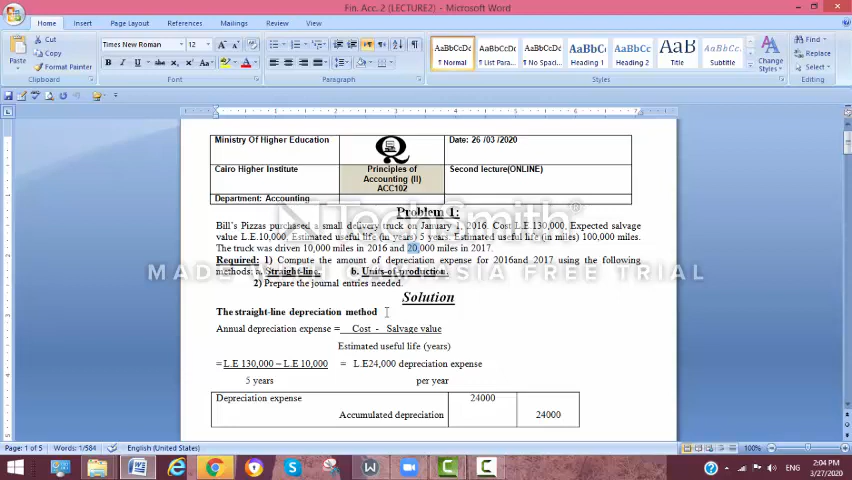 Fin. Acc. 2 (LECTURE2) - Microsoft Word
Home Insert Page Layout References Mailings Review View
Cut
Copy
Format Painter
Paste
Times New Roman 12
Clipboard Font Paragraph Styles Editing
AaBbCcDd AaBbCcDd AaBbCcDd AaBbC AaBbCc AaB AaBbCcDd
¶ Normal ¶ List Para... ¶ No Spaci... Heading 1 Heading 2 Title Subtitle
Change Styles
Find
Replace
Select
Ministry Of Higher Education
Date: 26 /03 /2020
Cairo Higher Institute
Principles of
Accounting (II)
ACC102
Second lecture(ONLINE)
Department: Accounting
Problem 1:
Bill's Pizzas purchased a small delivery truck on January 1, 2016. Cost L.E 130,000, Expected salvage
value L.E.10,000, Estimated useful life (in years) 5 years. Estimated useful life (in miles) 100,000 miles.
The truck was driven 10,000 miles in 2016 and 20,000 miles in 2017.
Required: 1) Compute the amount of depreciation expense for 2016and 2017 using the following
methods: a. Straight-line. b. Units-of-production.
2) Prepare the journal entries needed.
Solution
The straight-line depreciation method
Annual depreciation expense = Cost - Salvage value
Estimated useful life (years)
= L.E 130,000 – L.E 10,000 = L.E24,000 depreciation expense
5 years per year
Depreciation expense 24000
Accumulated depreciation 24000
TechSmith®
MADE WITH CAMTASIA FREE TRIAL
Page: 1 of 5 Words: 1/584 English (United States) 100%
ENG
2:04 PM
3/27/2020